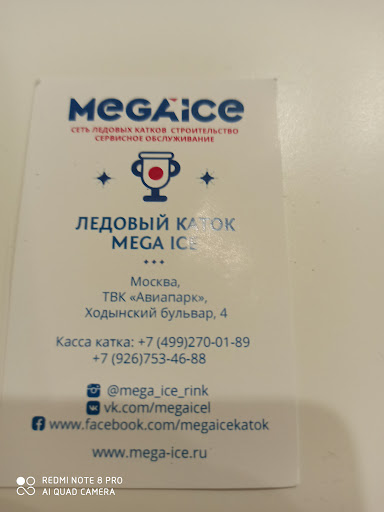 MEGAICE
СЕТЬ ЛЕДОВЫХ КАТКОВ СТРОИТЕЛЬСТВО
СЕРВИСНОЕ ОБСЛУЖИВАНИЕ
ЛЕДОВЫЙ КАТОК
MEGA ICE
Москва,
ТВК «Авиапарк»,
Ходынский бульвар, 4
Касса катка: +7 (499)270-01-89
+7 (926)753-46-88
@mega_ice_rink
vk.com/megaicel
www.facebook.com/megaicekatok
www.mega-ice.ru
REDMI NOTE 8 PRO
AI QUAD CAMERA